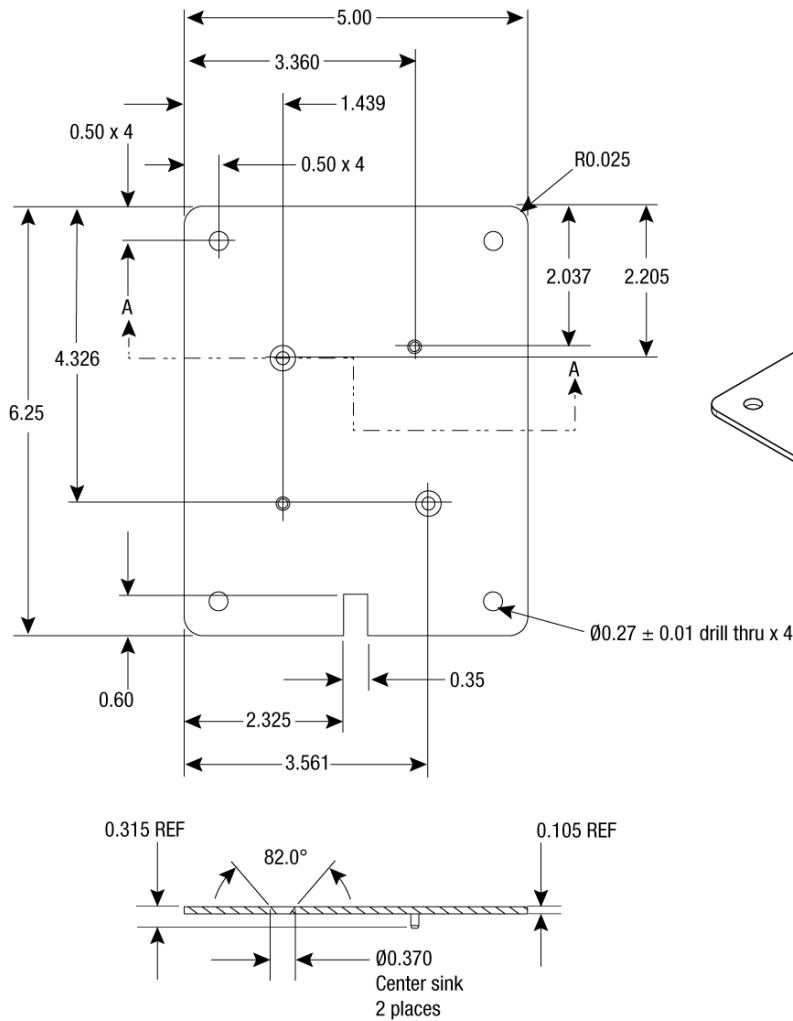 5.00
3.360
1.439
0.50 x 4
0.50 x 4
R0.025
2.037
2.205
A
4.326
A
6.25
Ø0.27 ± 0.01 drill thru x 4
0.35
0.60
2.325
3.561
0.315 REF
0.105 REF
82.0°
Ø0.370
Center sink
2 places